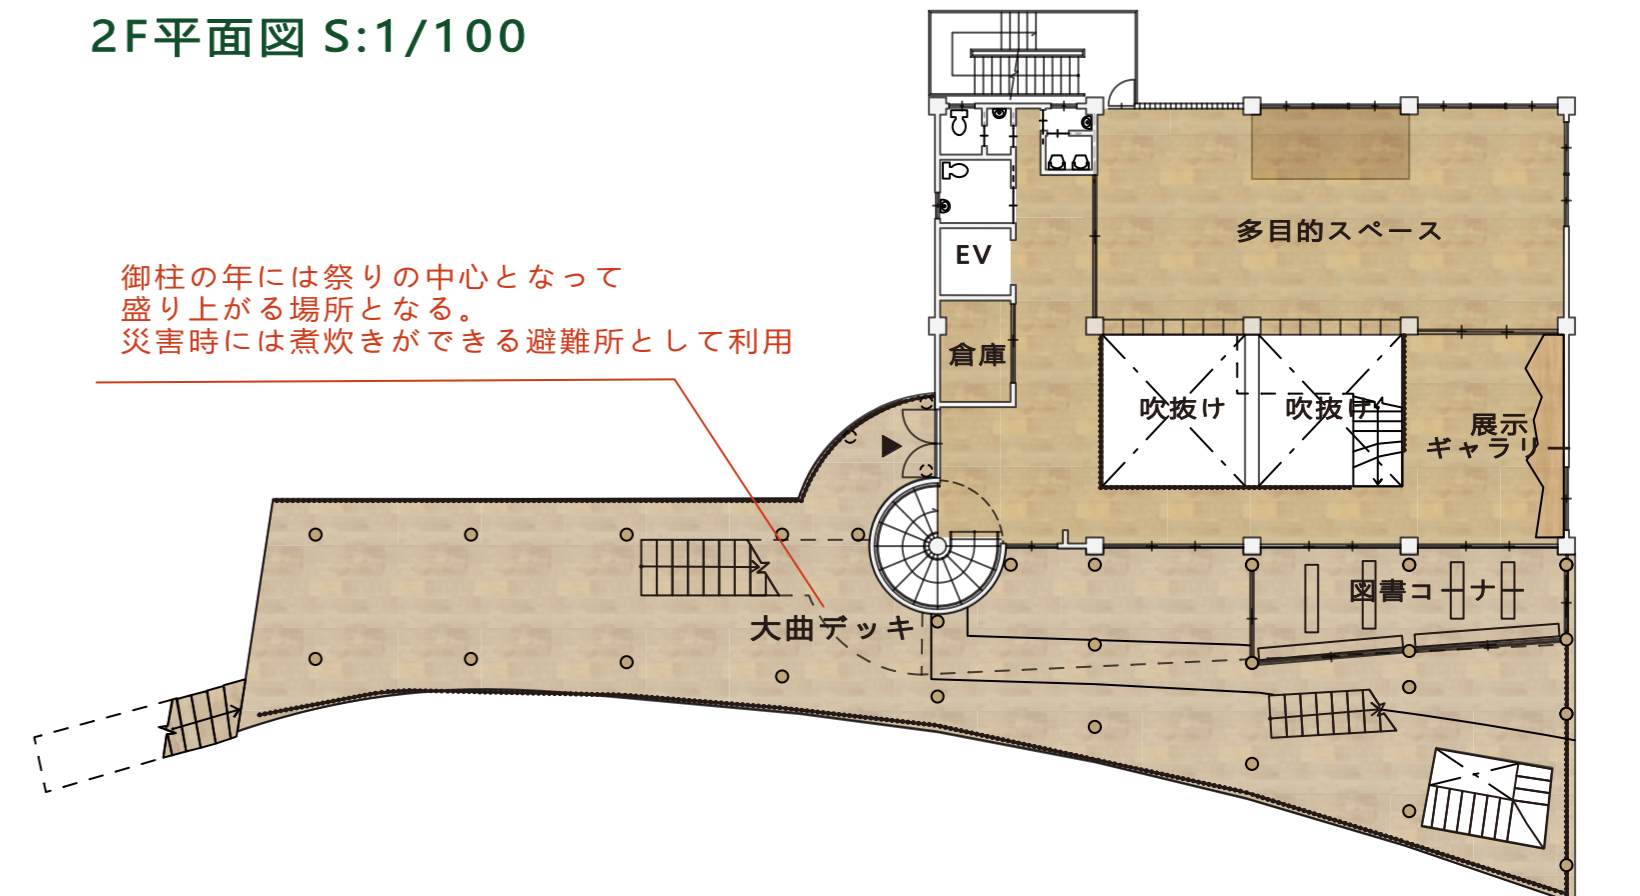 2F平面図 S:1/100
多目的スペース
EV
御柱の年には祭りの中心となって
盛り上がる場所となる。
災害時には煮炊きができる避難所として利用
倉庫
吹抜け
吹抜け
展示
ギャラリー
図書コーナー
大曲デッキ